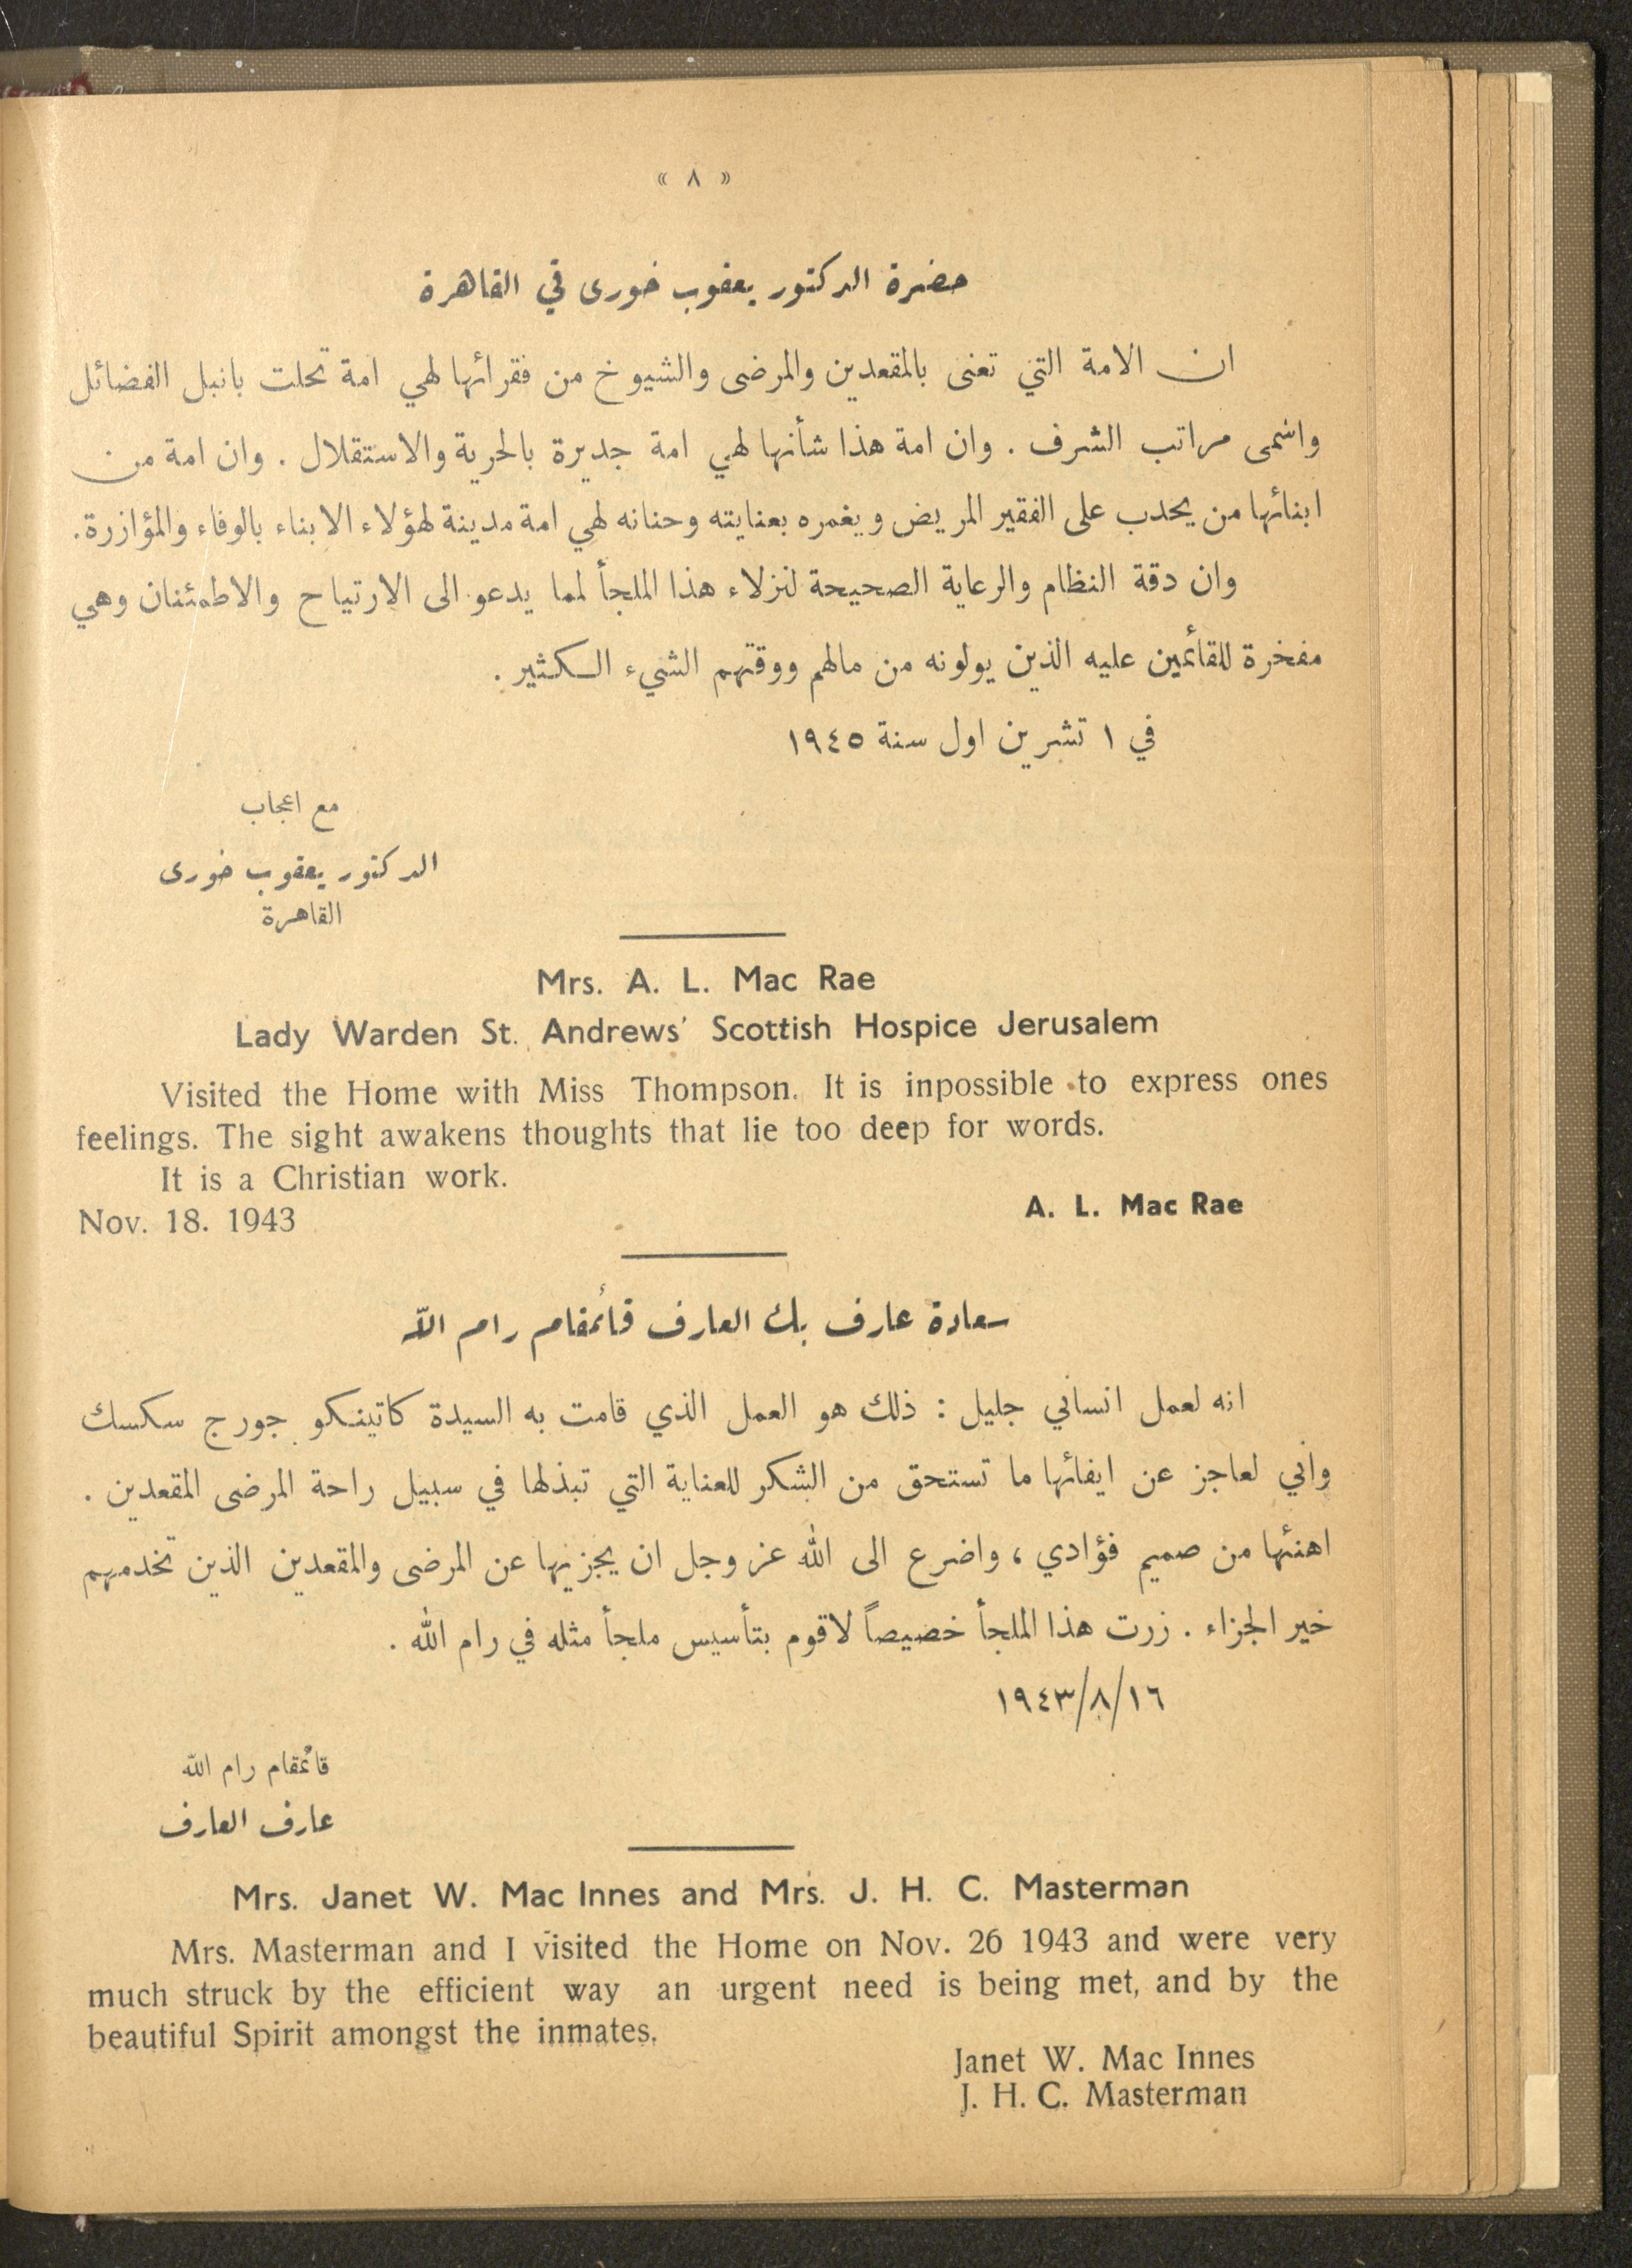 « ٨ »
حضرة الدكتور يعقوب خورى في القاهرة
ان الامة التي تعنى بالمقعدين والمرضى والشيوخ من فقرائها لهي امة تحلت بانبل الفضائل
واسمى مراتب الشرف . وان امة هذا شأنها لهي امة جديرة بالحرية والاستقلال . وان امة من
ابنائها من يحدب على الفقير المريض ويغمره بعنايته وحنانه لهي امة مدينة لهؤلاء الابناء بالوفاء والمؤازرة.
وان دقة النظام والرعاية الصحيحة لنزلاء هذا الملجأ لمما يدعو الى الارتياح والاطمئنان وهي
مفخرة للقائمين عليه الذين يولونه من مالهم ووقتهم الشيء الكثير .
في ١ تشرين اول سنة ١٩٤٥
مع اعجاب
الدكتور يعقوب خورى
القاهرة
Mrs. A. L. Mac Rae
Lady Warden St. Andrews' Scottish Hospice Jerusalem
Visited the Home with Miss Thompson. It is inpossible to express ones
feelings. The sight awakens thoughts that lie too deep for words.
It is a Christian work.
A. L. Mac Rae
Nov. 18. 1943
سعادة عارف بك العارف قائمقام رام الله
انه لعمل انساني جليل : ذلك هو العمل الذي قامت به السيدة كاتينكو جورج سكسك
واني لعاجز عن ايفائها ما تستحق من الشكر للعناية التي تبذلها في سبيل راحة المرضى المقعدين .
اهنئها من صميم فؤادي ، واضرع الى الله عز وجل ان يجزيها عن المرضى والمقعدين الذين تخدمهم
خير الجزاء . زرت هذا الملجأ خصيصاً لاقوم بتأسيس ملجأ مثله في رام الله .
١٩٤٣/٨/١٦
قائمقام رام الله
عارف العارف
Mrs. Janet W. Mac Innes and Mrs. J. H. C. Masterman
Mrs. Masterman and I visited the Home on Nov. 26 1943 and were very
much struck by the efficient way an urgent need is being met, and by the
beautiful Spirit amongst the inmates.
Janet W. Mac Innes
J. H. C. Masterman